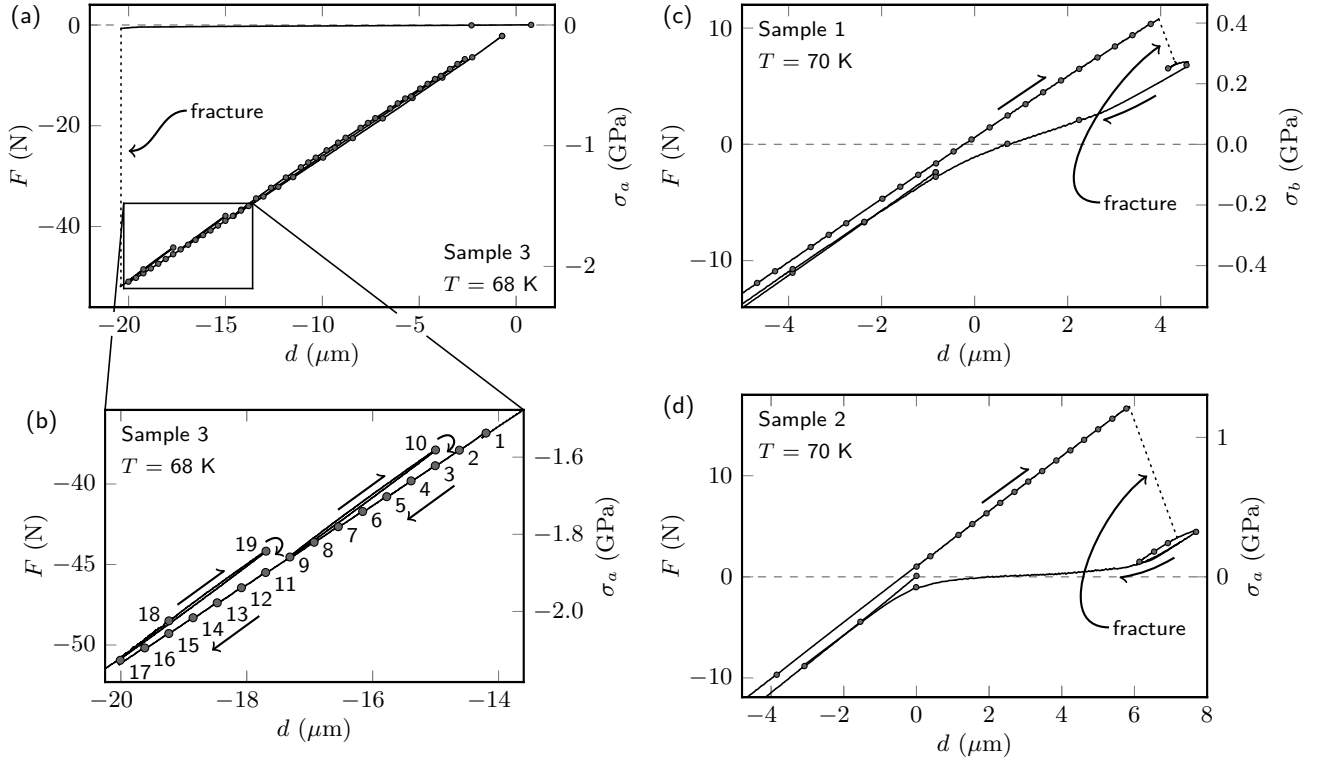 (a)
0
−20
−40
F (N)
fracture
Sample 3
T = 68 K
0
−1
−2
σa (GPa)
−20
−15
−10
−5
0
d (μm)
(b)
Sample 3
T = 68 K
−40
−45
−50
F (N)
10
1
2
3
4
5
6
7
8
19
9
11
12
13
18
14
15
16
17
−1.6
−1.8
−2.0
σa (GPa)
−20
−18
−16
−14
d (μm)
(c)
Sample 1
T = 70 K
10
0
−10
F (N)
fracture
0.4
0.2
0.0
−0.2
−0.4
σb (GPa)
−4
−2
0
2
4
d (μm)
(d)
Sample 2
T = 70 K
10
0
−10
F (N)
fracture
1
0
σa (GPa)
−4
−2
0
2
4
6
8
d (μm)